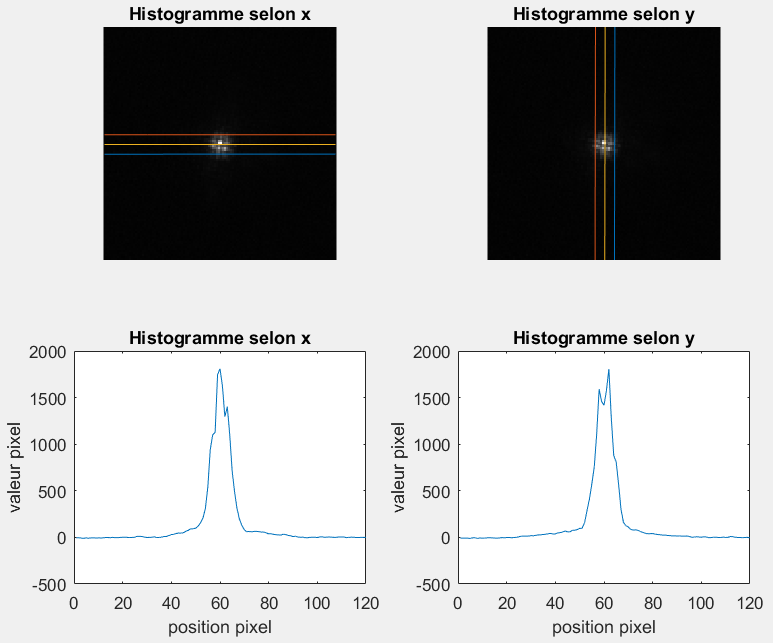 Histogramme selon x
Histogramme selon y
Histogramme selon x
2000
1500
1000
500
0
-500
0 20 40 60 80 100 120
valeur pixel
position pixel
Histogramme selon y
2000
1500
1000
500
0
-500
0 20 40 60 80 100 120
valeur pixel
position pixel